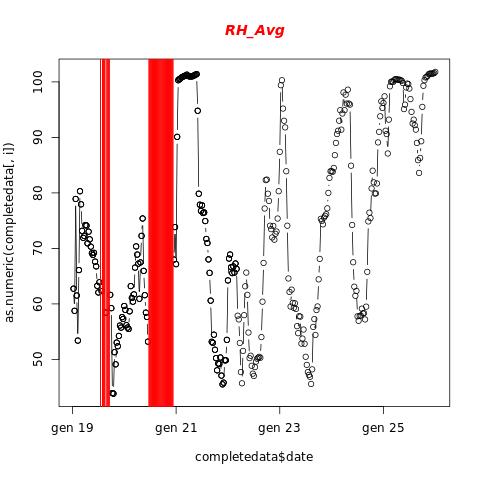 RH_Avg
as.numeric(completedata[, i])
100
90
80
70
60
50
gen 19
gen 21
gen 23
gen 25
completedata$date